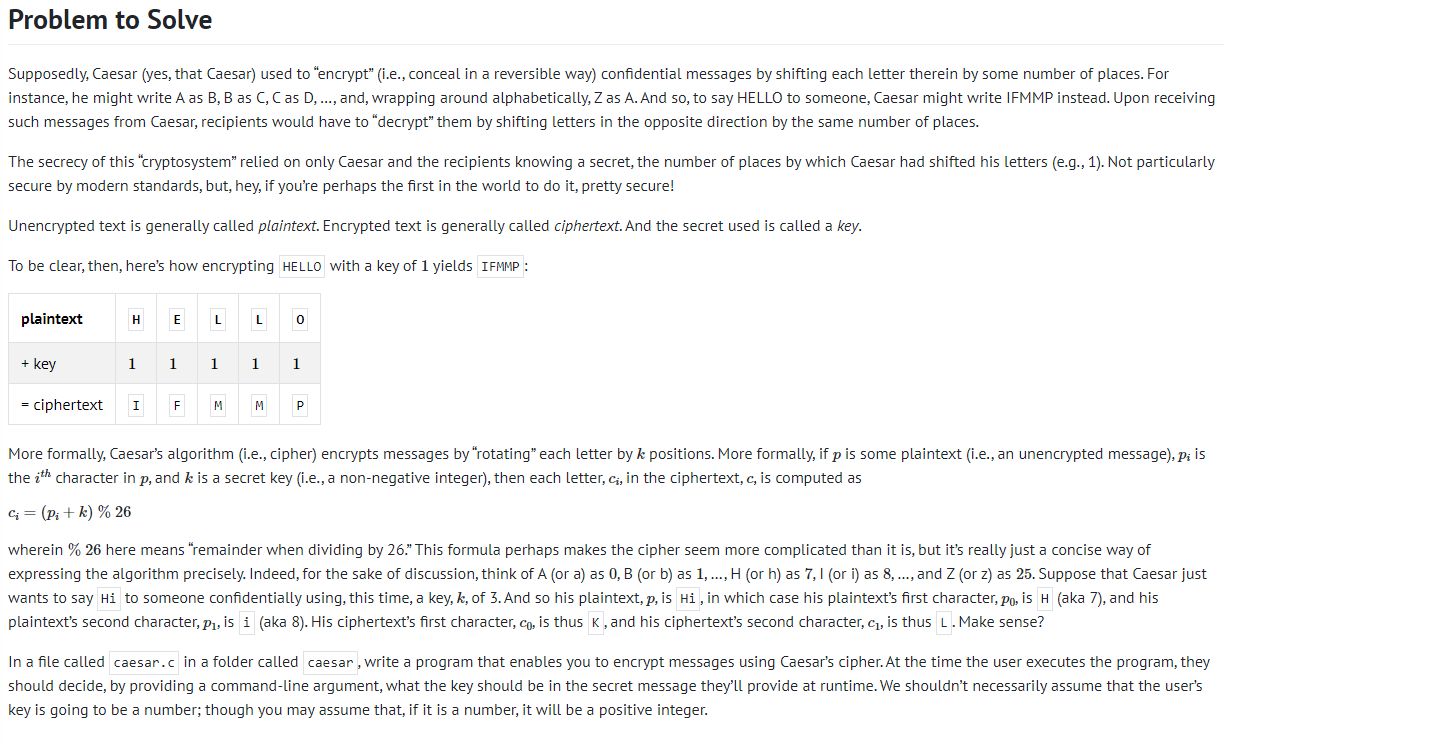 Problem to Solve
Supposedly, Caesar (yes, that Caesar) used to “encrypt” (i.e., conceal in a reversible way) confidential messages by shifting each letter therein by some number of places. For
instance, he might write A as B, B as C, C as D, …, and, wrapping around alphabetically, Z as A. And so, to say HELLO to someone, Caesar might write IFMMP instead. Upon receiving
such messages from Caesar, recipients would have to “decrypt” them by shifting letters in the opposite direction by the same number of places.
The secrecy of this “cryptosystem” relied on only Caesar and the recipients knowing a secret, the number of places by which Caesar had shifted his letters (e.g., 1). Not particularly
secure by modern standards, but, hey, if you’re perhaps the first in the world to do it, pretty secure!
Unencrypted text is generally called plaintext. Encrypted text is generally called ciphertext. And the secret used is called a key.
To be clear, then, here’s how encrypting HELLO with a key of 1 yields IFMMP :
plaintext H E L L O
+ key 1 1 1 1 1
= ciphertext I F M M P
More formally, Caesar’s algorithm (i.e., cipher) encrypts messages by “rotating” each letter by k positions. More formally, if p is some plaintext (i.e., an unencrypted message), pᵢ is
the iᵗʰ character in p, and k is a secret key (i.e., a non-negative integer), then each letter, cᵢ, in the ciphertext, c, is computed as
cᵢ = (pᵢ + k) % 26
wherein % 26 here means “remainder when dividing by 26.” This formula perhaps makes the cipher seem more complicated than it is, but it’s really just a concise way of
expressing the algorithm precisely. Indeed, for the sake of discussion, think of A (or a) as 0, B (or b) as 1, …, H (or h) as 7, I (or i) as 8, …, and Z (or z) as 25. Suppose that Caesar just
wants to say Hi to someone confidentially using, this time, a key, k, of 3. And so his plaintext, p, is Hi , in which case his plaintext’s first character, p₀, is H (aka 7), and his
plaintext’s second character, p₁, is i (aka 8). His ciphertext’s first character, c₀, is thus K , and his ciphertext’s second character, c₁, is thus L . Make sense?
In a file called caesar.c in a folder called caesar , write a program that enables you to encrypt messages using Caesar’s cipher. At the time the user executes the program, they
should decide, by providing a command-line argument, what the key should be in the secret message they’ll provide at runtime. We shouldn’t necessarily assume that the user’s
key is going to be a number; though you may assume that, if it is a number, it will be a positive integer.